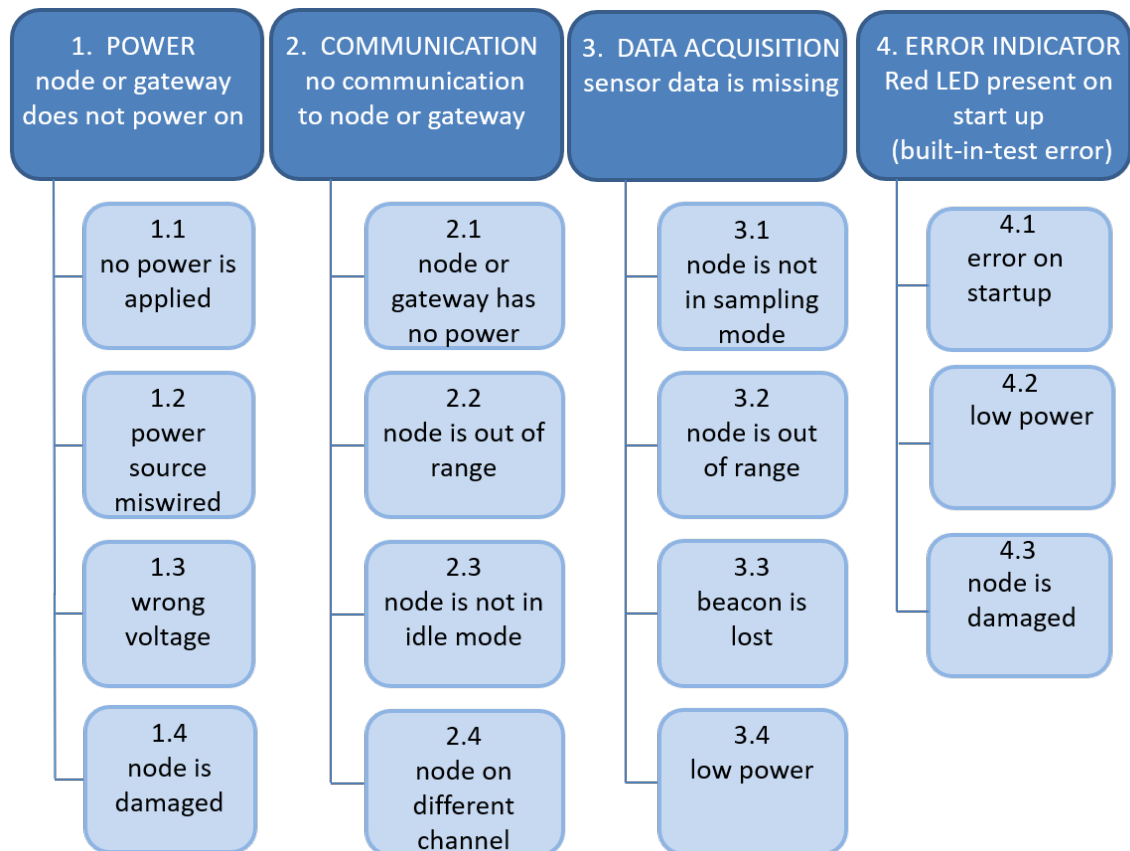 1. POWER
node or gateway
does not power on
1.1
no power is
applied
1.2
power
source
miswired
1.3
wrong
voltage
1.4
node is
damaged
2. COMMUNICATION
no communication
to node or gateway
2.1
node or
gateway has
no power
2.2
node is out of
range
2.3
node is not in
idle mode
2.4
node on
different
channel
3. DATA ACQUISITION
sensor data is missing
3.1
node is not
in sampling
mode
3.2
node is out
of range
3.3
beacon is
lost
3.4
low power
4. ERROR INDICATOR
Red LED present on
start up
(built-in-test error)
4.1
error on
startup
4.2
low power
4.3
node is
damaged